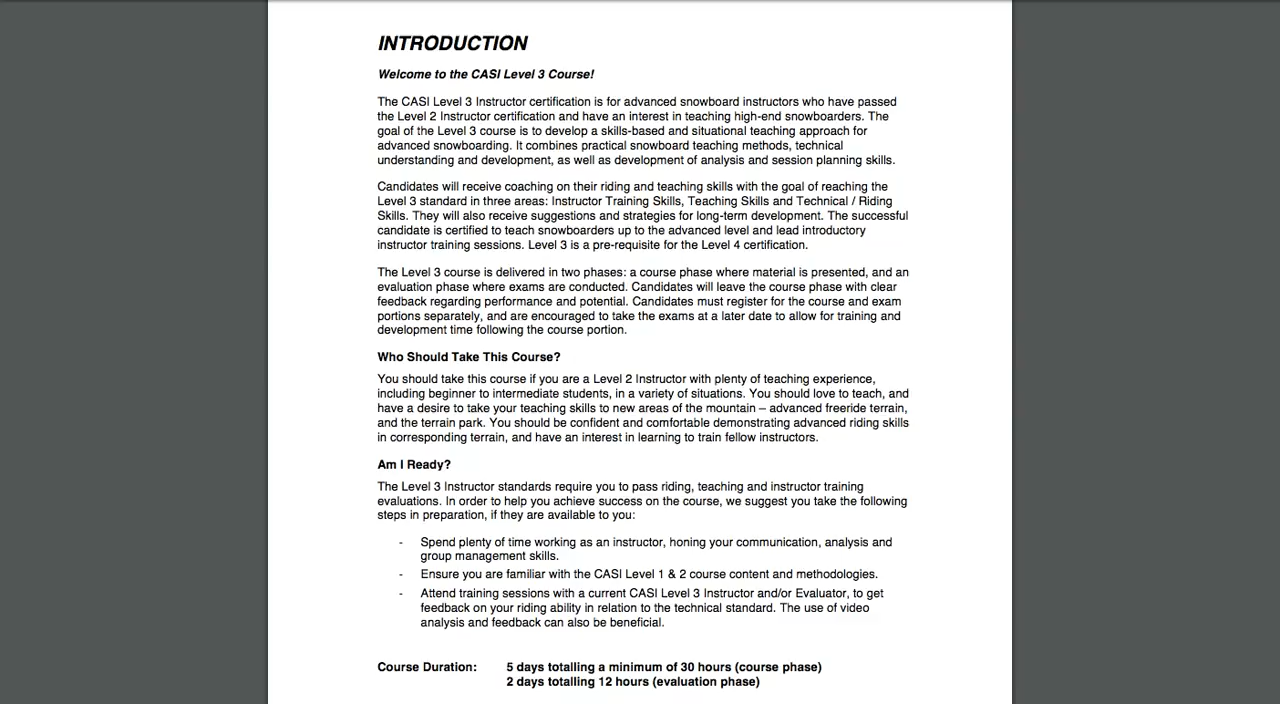 INTRODUCTION
Welcome to the CASI Level 3 Course!
The CASI Level 3 Instructor certification is for advanced snowboard instructors who have passed
the Level 2 Instructor certification and have an interest in teaching high-end snowboarders. The
goal of the Level 3 course is to develop a skills-based and situational teaching approach for
advanced snowboarding. It combines practical snowboard teaching methods, technical
understanding and development, as well as development of analysis and session planning skills.
Candidates will receive coaching on their riding and teaching skills with the goal of reaching the
Level 3 standard in three areas: Instructor Training Skills, Teaching Skills and Technical / Riding
Skills. They will also receive suggestions and strategies for long-term development. The successful
candidate is certified to teach snowboarders up to the advanced level and lead introductory
instructor training sessions. Level 3 is a pre-requisite for the Level 4 certification.
The Level 3 course is delivered in two phases: a course phase where material is presented, and an
evaluation phase where exams are conducted. Candidates will leave the course phase with clear
feedback regarding performance and potential. Candidates must register for the course and exam
portions separately, and are encouraged to take the exams at a later date to allow for training and
development time following the course portion.
Who Should Take This Course?
You should take this course if you are a Level 2 Instructor with plenty of teaching experience,
including beginner to intermediate students, in a variety of situations. You should love to teach, and
have a desire to take your teaching skills to new areas of the mountain – advanced freeride terrain,
and the terrain park. You should be confident and comfortable demonstrating advanced riding skills
in corresponding terrain, and have an interest in learning to train fellow instructors.
Am I Ready?
The Level 3 Instructor standards require you to pass riding, teaching and instructor training
evaluations. In order to help you achieve success on the course, we suggest you take the following
steps in preparation, if they are available to you:
- Spend plenty of time working as an instructor, honing your communication, analysis and
group management skills.
- Ensure you are familiar with the CASI Level 1 & 2 course content and methodologies.
- Attend training sessions with a current CASI Level 3 Instructor and/or Evaluator, to get
feedback on your riding ability in relation to the technical standard. The use of video
analysis and feedback can also be beneficial.
Course Duration: 5 days totalling a minimum of 30 hours (course phase)
2 days totalling 12 hours (evaluation phase)